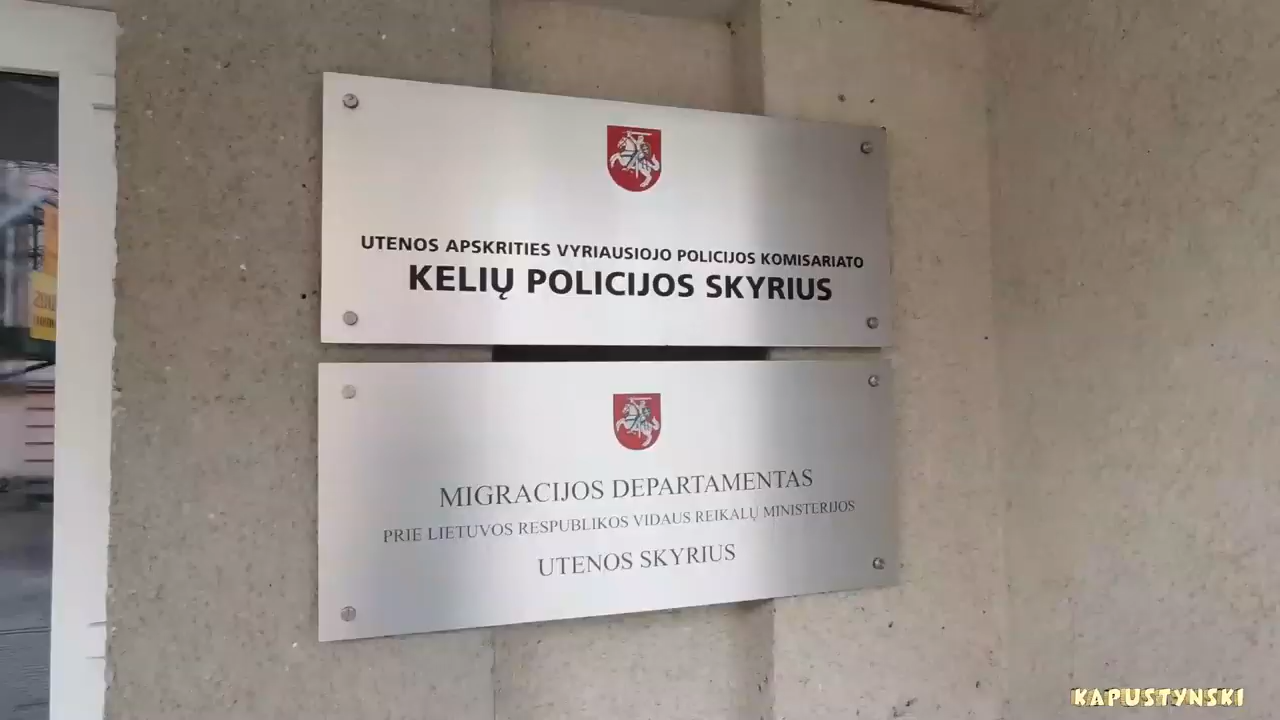 UTENOS APSKRITIES VYRIAUSIOJO POLICIJOS KOMISARIATO
KELIŲ POLICIJOS SKYRIUS
MIGRACIJOS DEPARTAMENTAS
PRIE LIETUVOS RESPUBLIKOS VIDAUS REIKALŲ MINISTERIJOS
UTENOS SKYRIUS
KAPUSTYNSKI